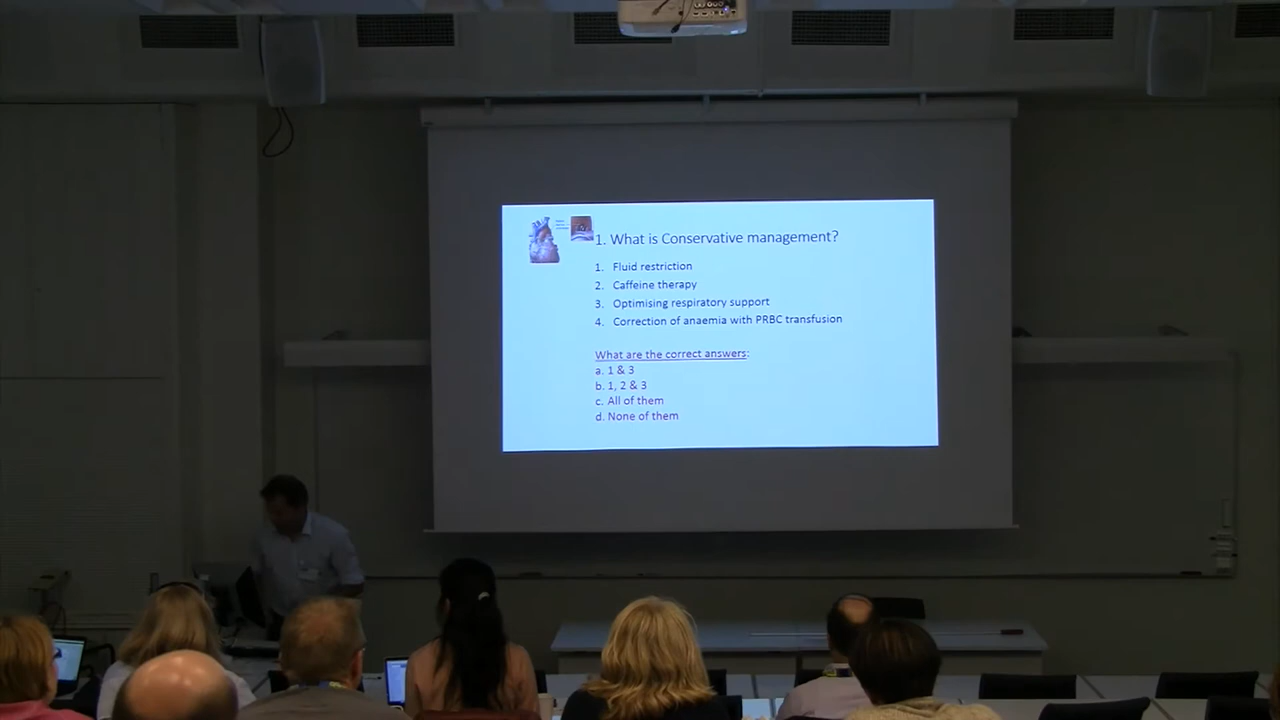 1. What is Conservative management?
1. Fluid restriction
2. Caffeine therapy
3. Optimising respiratory support
4. Correction of anaemia with PRBC transfusion
What are the correct answers:
a. 1 & 3
b. 1, 2 & 3
c. All of them
d. None of them